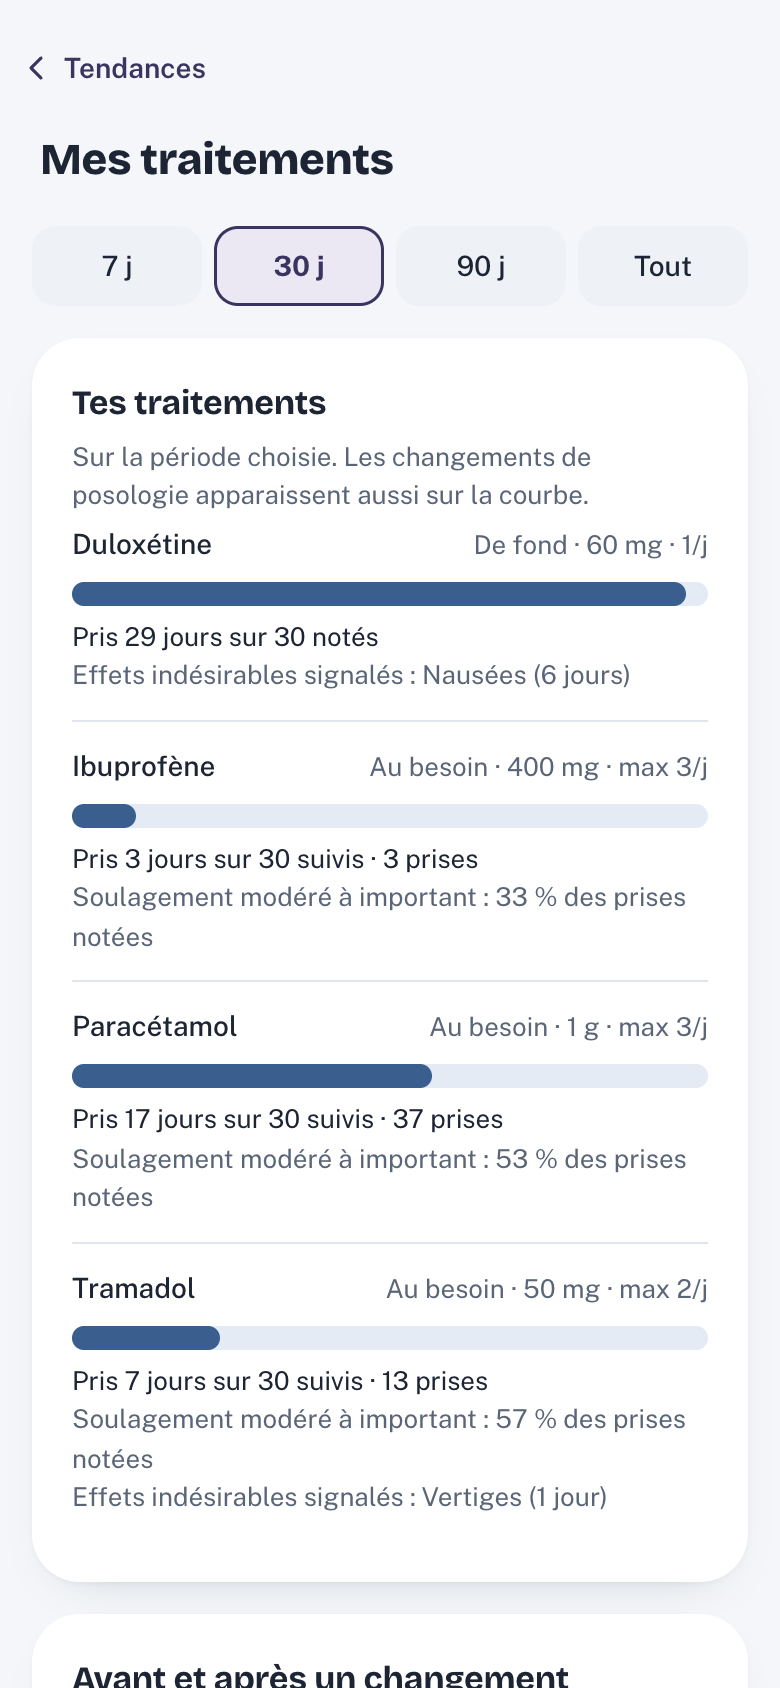 Tendances
Mes traitements
7 j
30 j
90 j
Tout
Tes traitements
Sur la période choisie. Les changements de
posologie apparaissent aussi sur la courbe.
Duloxétine
De fond · 60 mg · 1/j
Pris 29 jours sur 30 notés
Effets indésirables signalés : Nausées (6 jours)
Ibuprofène
Au besoin · 400 mg · max 3/j
Pris 3 jours sur 30 suivis · 3 prises
Soulagement modéré à important : 33 % des prises
notées
Paracétamol
Au besoin · 1 g · max 3/j
Pris 17 jours sur 30 suivis · 37 prises
Soulagement modéré à important : 53 % des prises
notées
Tramadol
Au besoin · 50 mg · max 2/j
Pris 7 jours sur 30 suivis · 13 prises
Soulagement modéré à important : 57 % des prises
notées
Effets indésirables signalés : Vertiges (1 jour)
Avant et après un changement